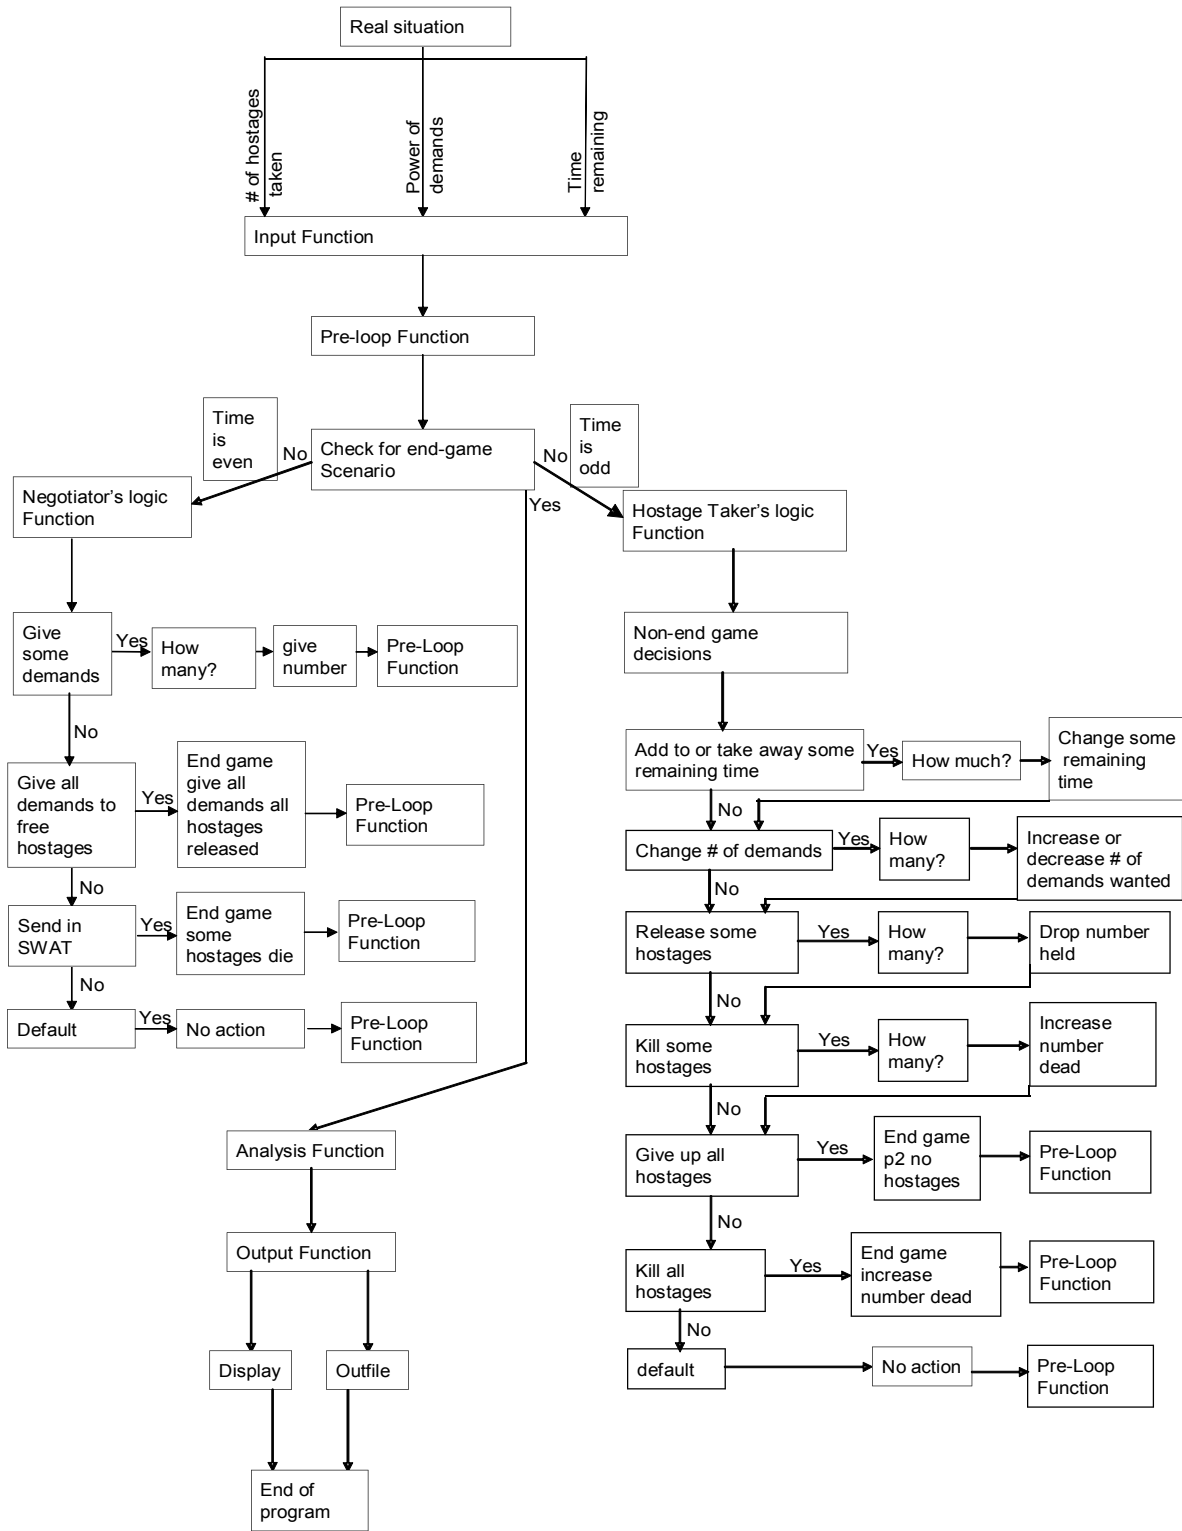 Real situation
# of hostages
taken
Power of
demands
Time
remaining
Input Function
Pre-loop Function
Time
is
even
No
Check for end-game
Scenario
No
Time
is
odd
Yes
Negotiator's logic
Function
Hostage Taker's logic
Function
Give
some
demands
Yes
How
many?
give
number
Pre-Loop
Function
No
Give all
demands to
free
hostages
Yes
End game
give all
demands all
hostages
released
Pre-Loop
Function
No
Send in
SWAT
Yes
End game
some
hostages die
Pre-Loop
Function
No
Default
Yes
No action
Pre-Loop
Function
Non-end game
decisions
Add to or take away some
remaining time
Yes
How much?
Change some
remaining
time
No
Change # of demands
Yes
How
many?
Increase or
decrease # of
demands wanted
No
Release some
hostages
Yes
How
many?
Drop number
held
No
Kill some
hostages
Yes
How
many?
Increase
number
dead
No
Give up all
hostages
Yes
End game
p2 no
hostages
Pre-Loop
Function
No
Kill all
hostages
Yes
End game
increase
number dead
Pre-Loop
Function
No
default
No action
Pre-Loop
Function
Analysis Function
Output Function
Display
Outfile
End of
program